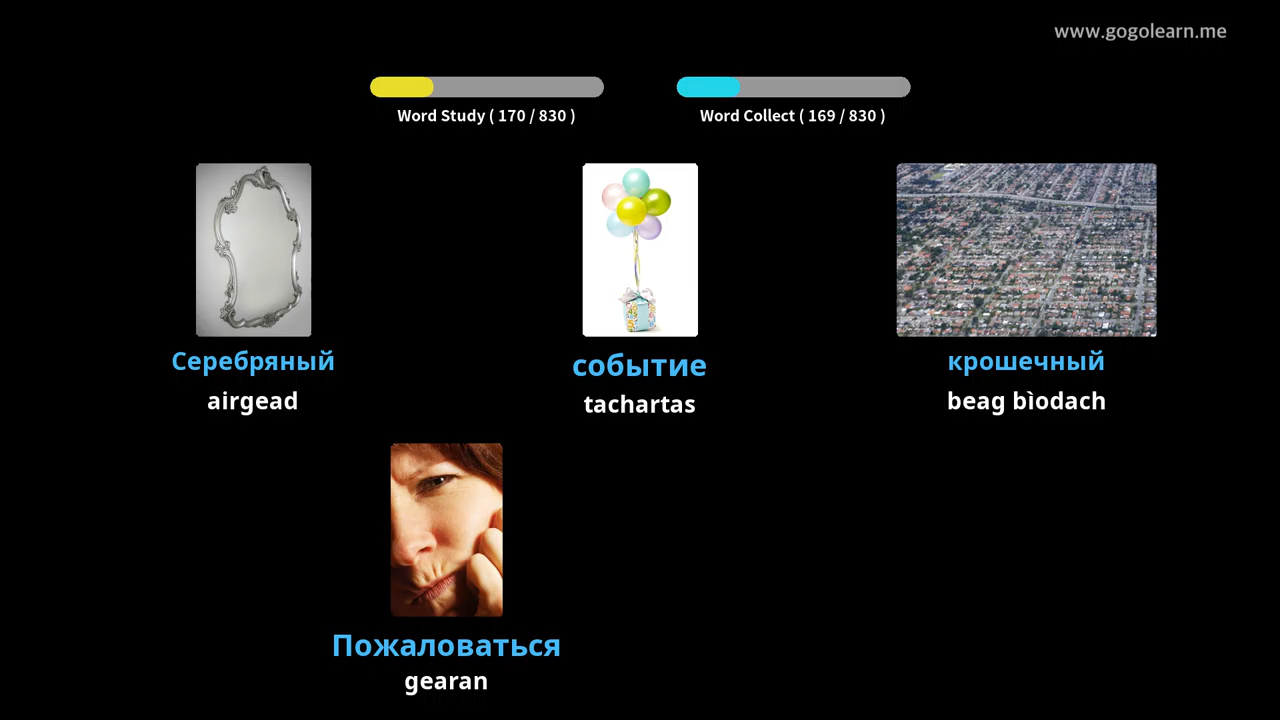 www.gogolearn.me
Word Study ( 170 / 830 )
Word Collect ( 169 / 830 )
Серебряный
airgead
событие
tachartas
крошечный
beag bìodach
Пожаловаться
gearan